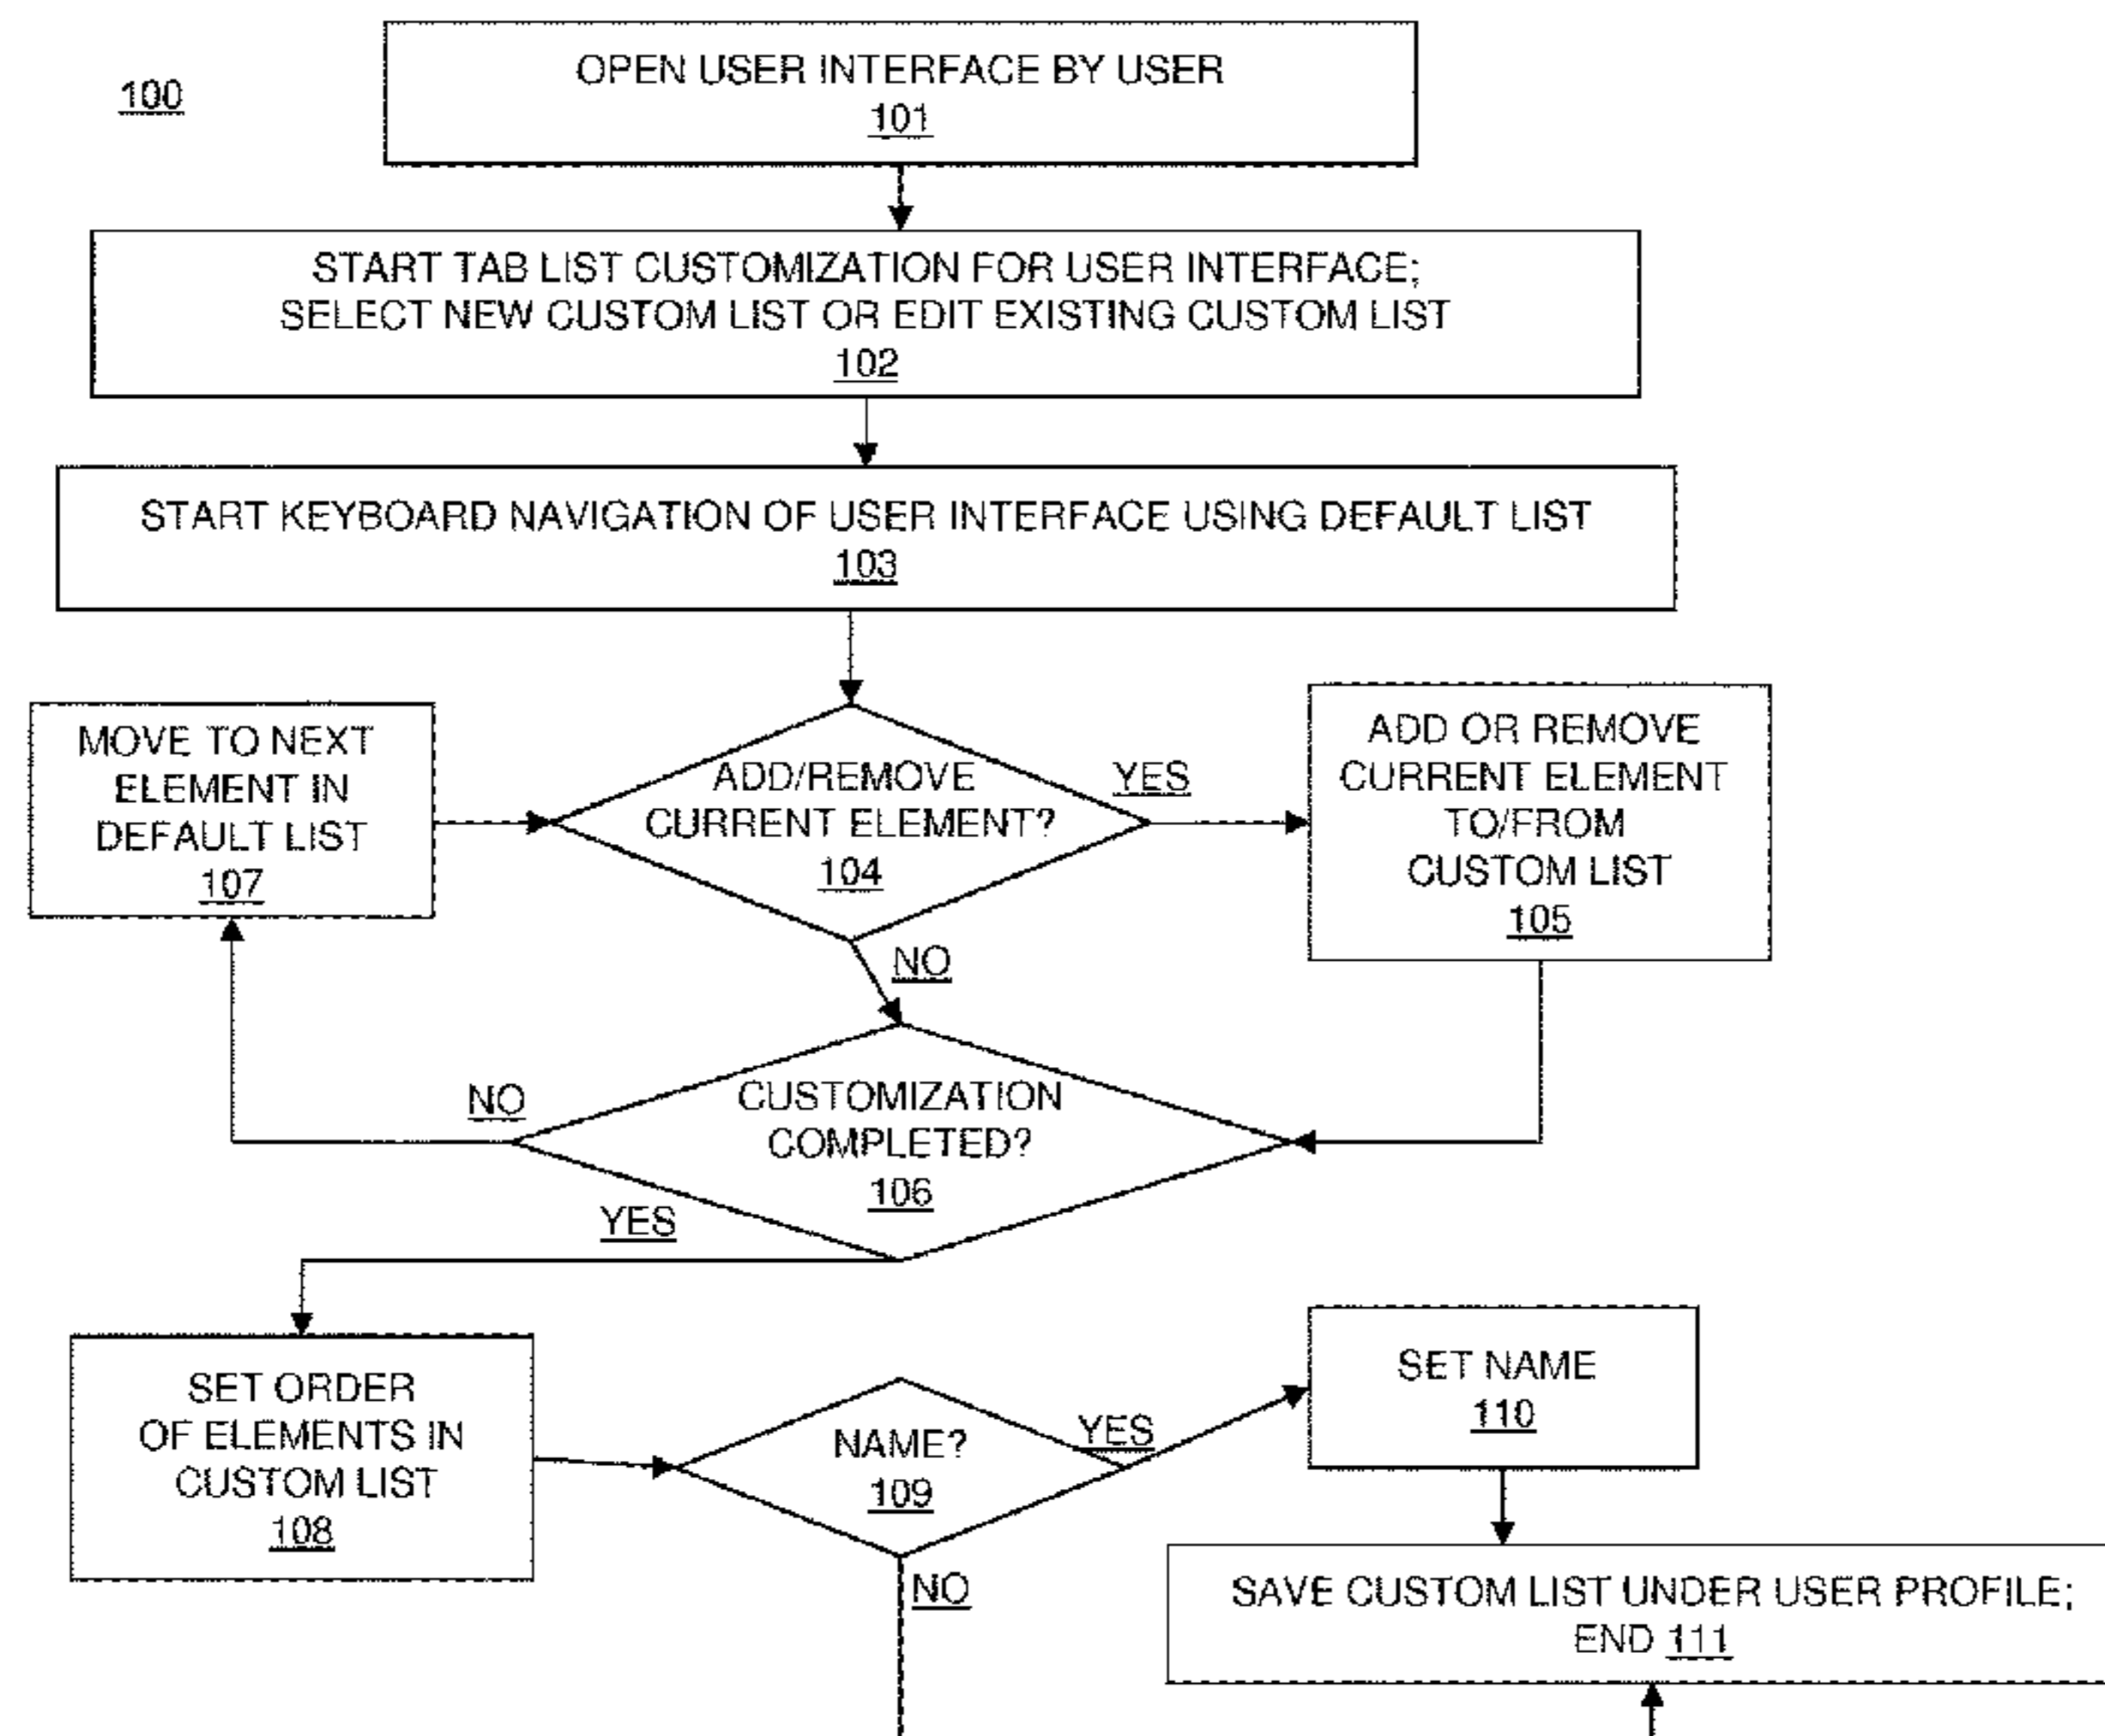 100
OPEN USER INTERFACE BY USER
101
START TAB LIST CUSTOMIZATION FOR USER INTERFACE;
SELECT NEW CUSTOM LIST OR EDIT EXISTING CUSTOM LIST
102
START KEYBOARD NAVIGATION OF USER INTERFACE USING DEFAULT LIST
103
MOVE TO NEXT
ELEMENT IN
DEFAULT LIST
107
ADD/REMOVE
CURRENT ELEMENT?
104
YES
NO
ADD OR REMOVE
CURRENT ELEMENT
TO/FROM
CUSTOM LIST
105
NO
CUSTOMIZATION
COMPLETED?
106
YES
SET ORDER
OF ELEMENTS IN
CUSTOM LIST
108
NAME?
109
YES
NO
SET NAME
110
SAVE CUSTOM LIST UNDER USER PROFILE;
END 111